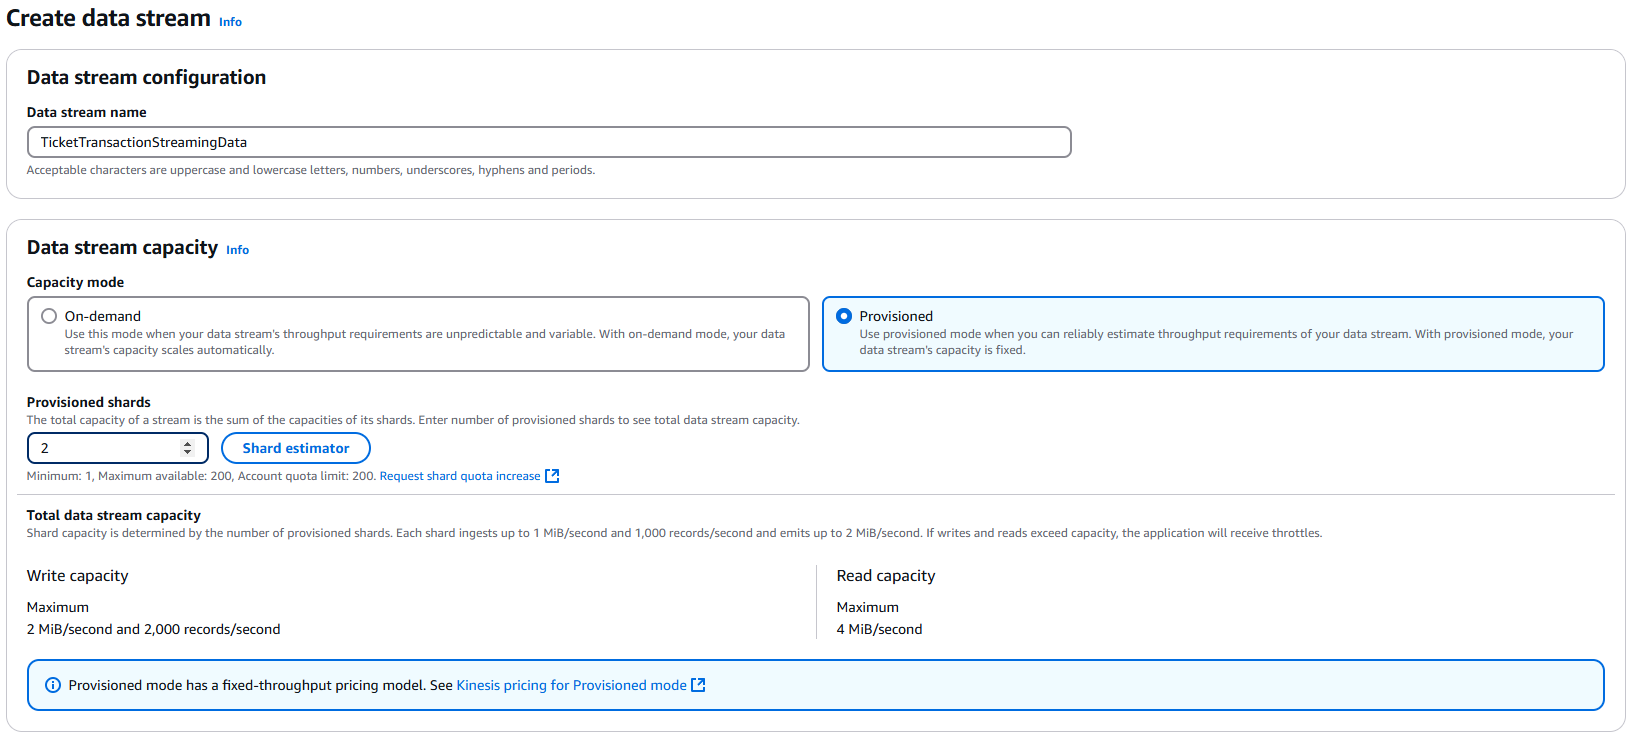 Create data stream Info
Data stream configuration
Data stream name
TicketTransactionStreamingData
Acceptable characters are uppercase and lowercase letters, numbers, underscores, hyphens and periods.
Data stream capacity Info
Capacity mode
On-demand
Use this mode when your data stream's throughput requirements are unpredictable and variable. With on-demand mode, your data
stream's capacity scales automatically.
Provisioned
Use provisioned mode when you can reliably estimate throughput requirements of your data stream. With provisioned mode, your
data stream's capacity is fixed.
Provisioned shards
The total capacity of a stream is the sum of the capacities of its shards. Enter number of provisioned shards to see total data stream capacity.
2
Shard estimator
Minimum: 1, Maximum available: 200, Account quota limit: 200. Request shard quota increase
Total data stream capacity
Shard capacity is determined by the number of provisioned shards. Each shard ingests up to 1 MiB/second and 1,000 records/second and emits up to 2 MiB/second. If writes and reads exceed capacity, the application will receive throttles.
Write capacity
Maximum
2 MiB/second and 2,000 records/second
Read capacity
Maximum
4 MiB/second
Provisioned mode has a fixed-throughput pricing model. See Kinesis pricing for Provisioned mode